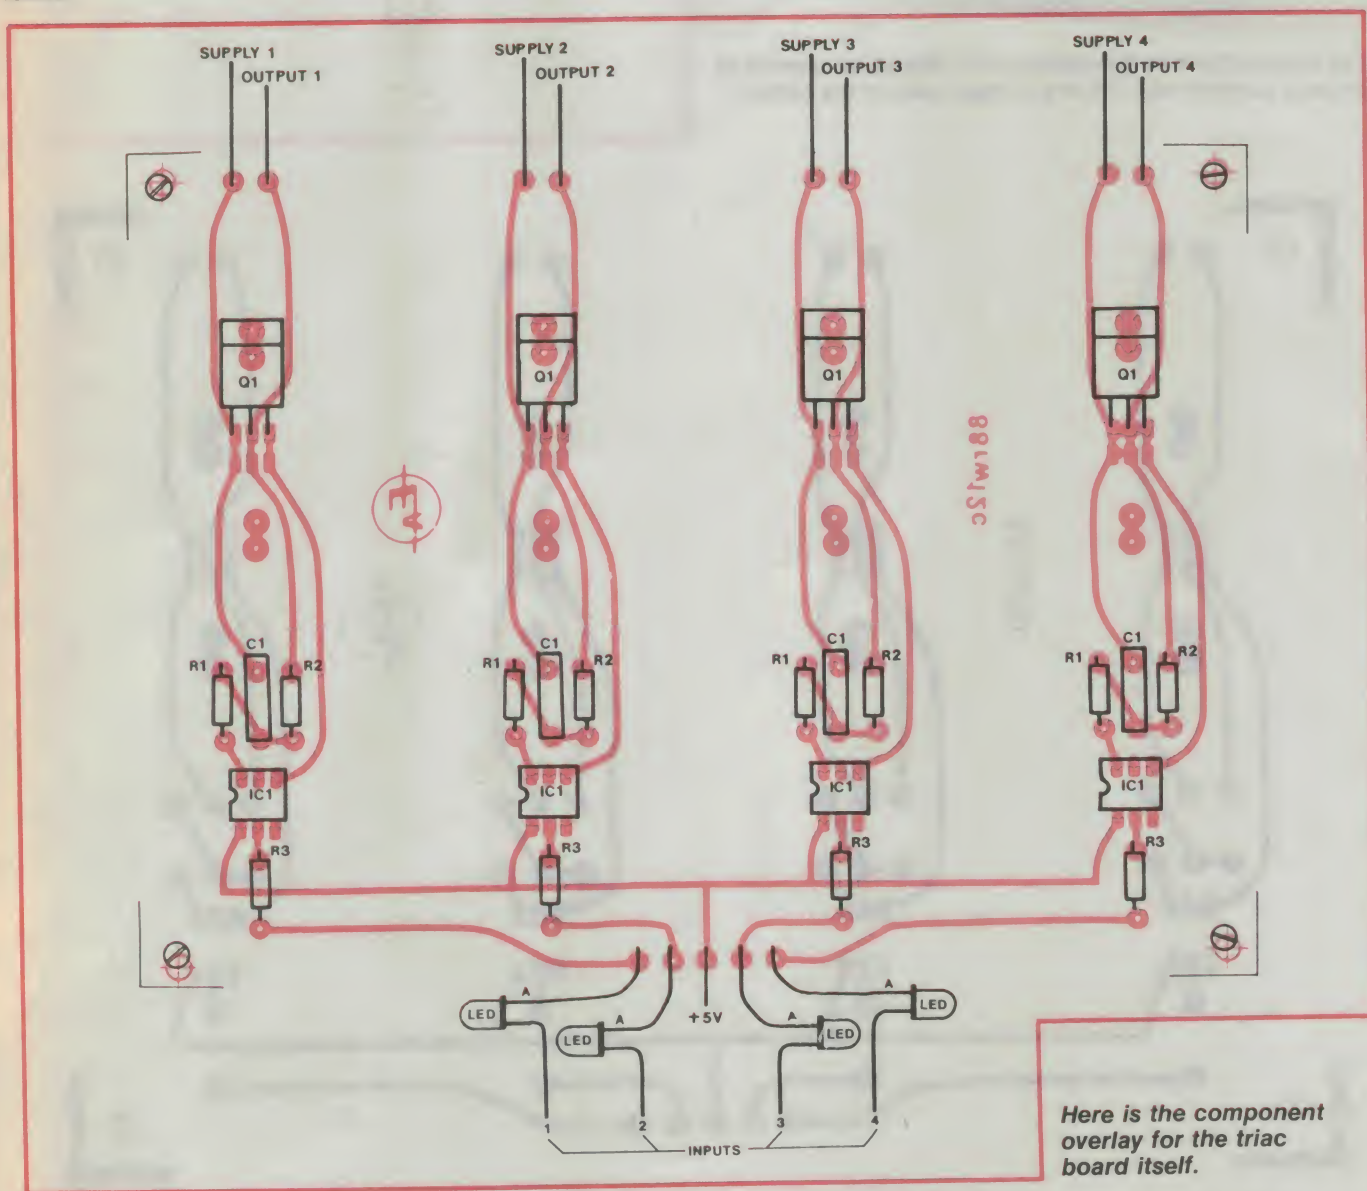 SUPPLY 1
OUTPUT 1
SUPPLY 2
OUTPUT 2
SUPPLY 3
OUTPUT 3
SUPPLY 4
OUTPUT 4
Q1
Q1
Q1
Q1
EA
88rw12c
R1 C1 R2
R1 C1 R2
R1 C1 R2
R1 C1 R2
IC1
IC1
IC1
IC1
R3
R3
R3
R3
LED A
LED A
+5V
A LED
A LED
1 2 3 4
INPUTS
Here is the component
overlay for the triac
board itself.